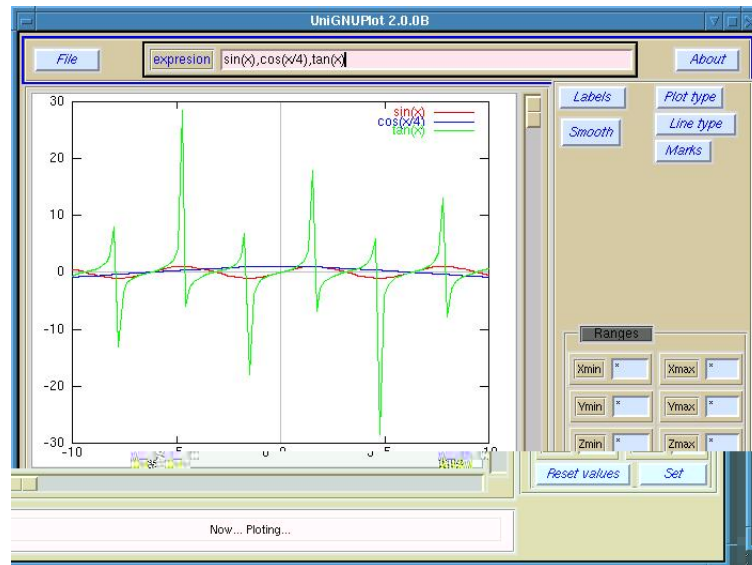 UniGNUPlot 2.0.0B
File
expresion
sin(x),cos(x/4),tan(x)
About
Labels
Plot type
Smooth
Line type
Marks
30
20
10
0
-10
-20
-30
sin(x)
cos(x/4)
tan(x)
-10
-5
0
5
10
Ranges
Xmin *
Xmax *
Ymin *
Ymax *
Zmin *
Zmax *
Reset values
Set
Now... Ploting...